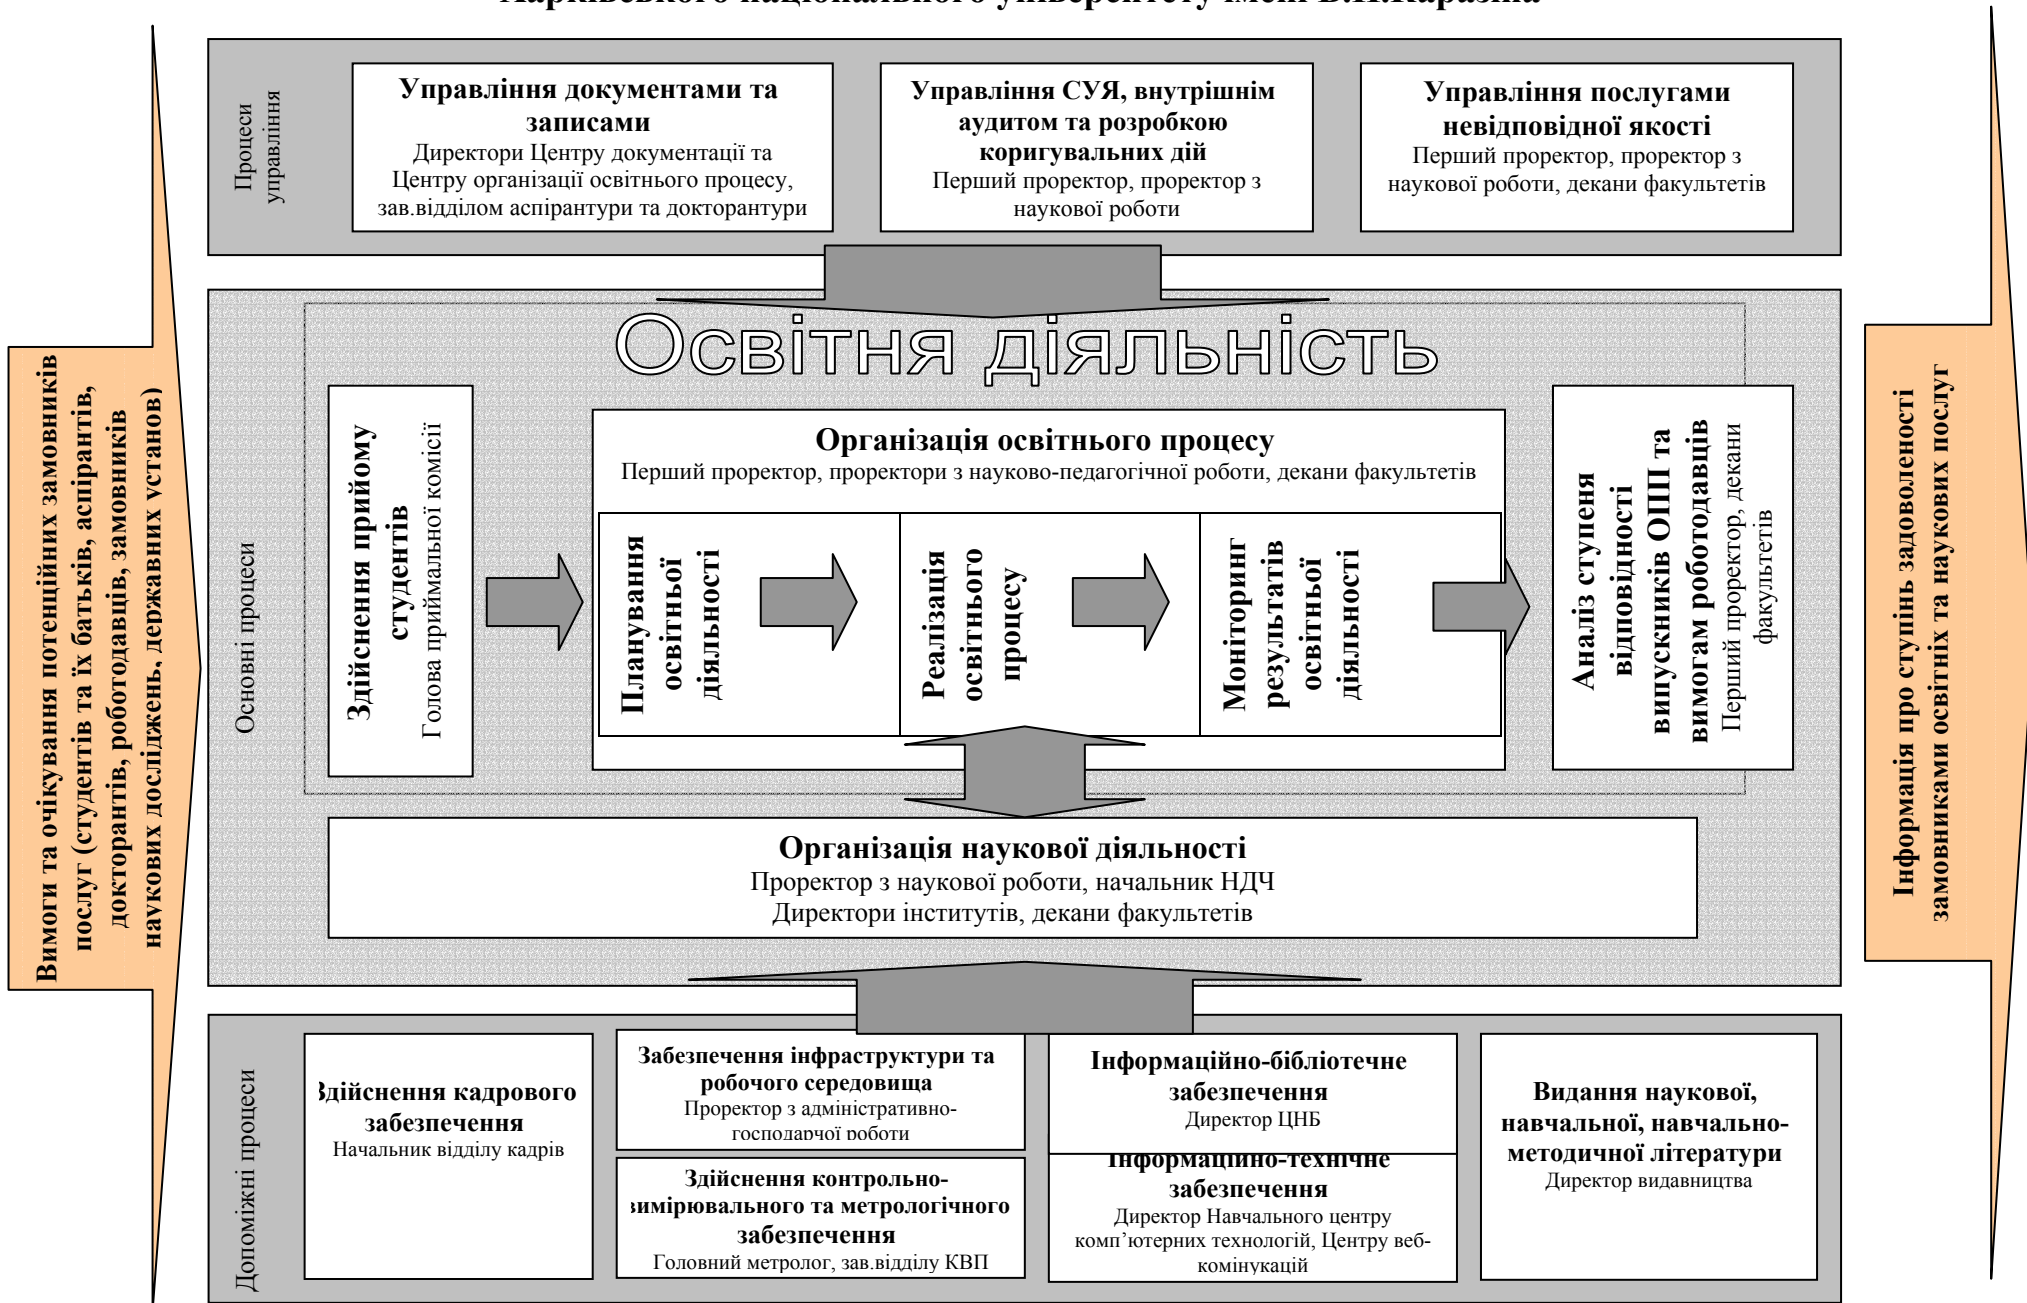 Харківського національного університету імені В.Н.Каразіна
Процеси
управління
Управління документами та
записами
Директори Центру документації та
Центру організації освітнього процесу,
зав.відділом аспірантури та докторантури
Управління СУЯ, внутрішнім
аудитом та розробкою
коригувальних дій
Перший проректор, проректор з
наукової роботи
Управління послугами
невідповідної якості
Перший проректор, проректор з
наукової роботи, декани факультетів
Вимоги та очікування потенційних замовників
послуг (студентів та їх батьків, аспірантів,
докторантів, роботодавців, замовників
наукових досліджень, державних установ)
Основні процеси
Освітня діяльність
Здійснення прийому
студентів
Голова приймальної комісії
Організація освітнього процесу
Перший проректор, проректори з науково-педагогічної роботи, декани факультетів
Планування
освітньої
діяльності
Реалізація
освітнього
процесу
Моніторинг
результатів
освітньої
діяльності
Аналіз ступеня
відповідності
випускників ОПП та
вимогам роботодавців
Перший проректор, декани
факультетів
Організація наукової діяльності
Проректор з наукової роботи, начальник НДЧ
Директори інститутів, декани факультетів
Інформація про ступінь задоволеності
замовниками освітніх та наукових послуг
Допоміжні процеси
Здійснення кадрового
забезпечення
Начальник відділу кадрів
Забезпечення інфраструктури та
робочого середовища
Проректор з адміністративно-
господарчої роботи
Здійснення контрольно-
вимірювального та метрологічного
забезпечення
Головний метролог, зав.відділу КВП
Інформаційно-бібліотечне
забезпечення
Директор ЦНБ
Інформаційно-технічне
забезпечення
Директор Навчального центру
комп’ютерних технологій, Центру веб-
комінукацій
Видання наукової,
навчальної, навчально-
методичної літератури
Директор видавництва